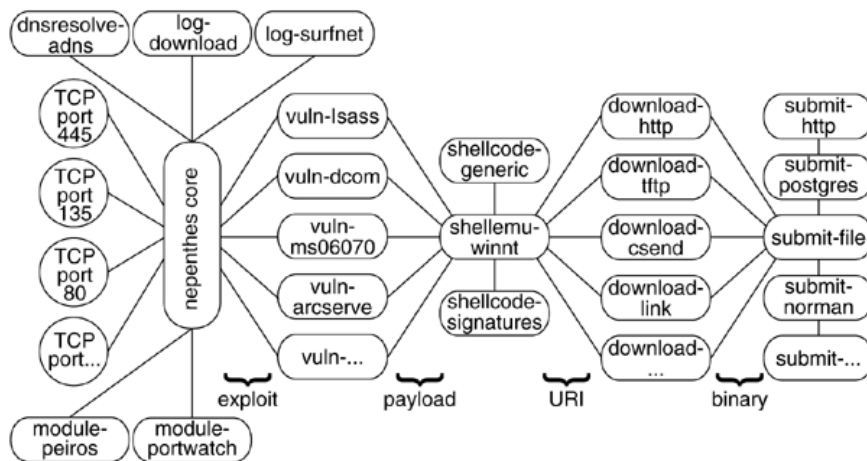 dnsresolve-
adns
log-
download
log-surfnet
TCP
port
445
TCP
port
135
TCP
port
80
TCP
port...
nepenthes core
vuln-lsass
vuln-dcom
vuln-
ms06070
vuln-
arcserve
vuln-...
shellcode-
generic
shellemu-
winnt
shellcode-
signatures
download-
http
download-
tftp
download-
csend
download-
link
download-
...
submit-
http
submit-
postgres
submit-file
submit-
norman
submit-...
exploit
payload
URI
binary
module-
peiros
module-
portwatch